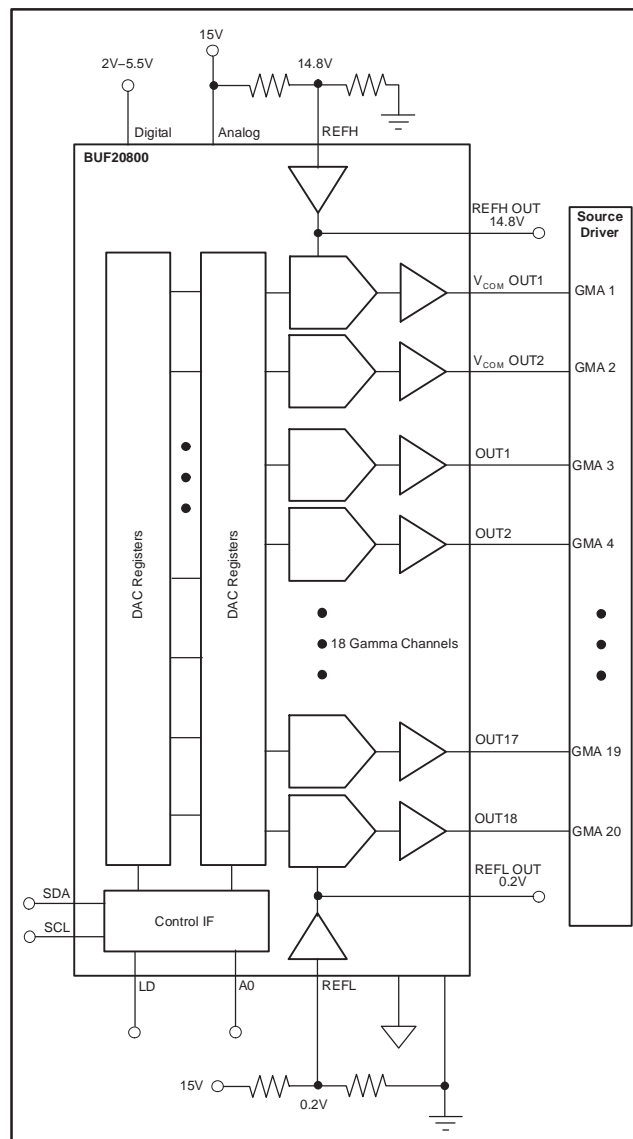 15V
2V–5.5V
14.8V
Digital
Analog
REFH
BUF20800
REFH OUT
14.8V
Source
Driver
VCOM OUT1
GMA 1
VCOM OUT2
GMA 2
OUT1
GMA 3
OUT2
GMA 4
DAC Registers
DAC Registers
18 Gamma Channels
OUT17
GMA 19
OUT18
GMA 20
REFL OUT
0.2V
SDA
SCL
Control IF
LD
A0
REFL
15V
0.2V